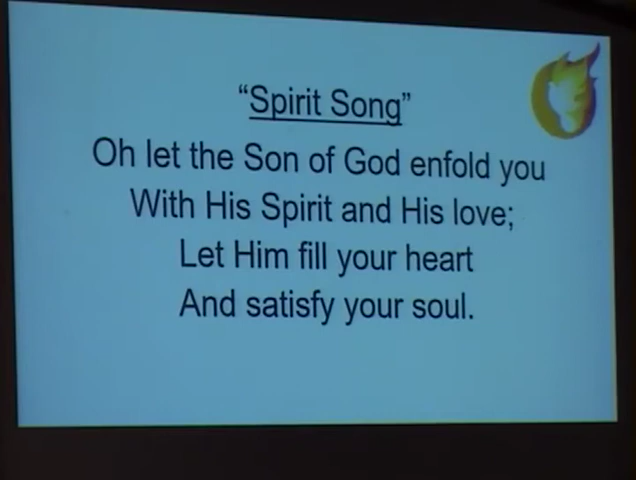 “Spirit Song”
Oh let the Son of God enfold you
With His Spirit and His love;
Let Him fill your heart
And satisfy your soul.